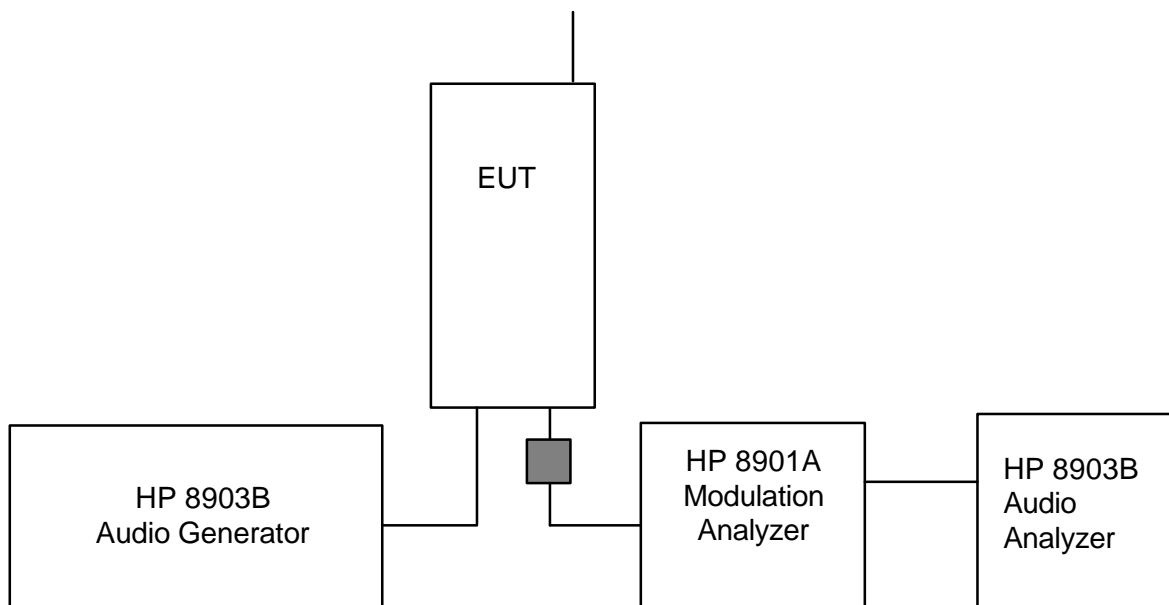 EUT
HP 8903B
Audio Generator
HP 8901A
Modulation
Analyzer
HP 8903B
Audio
Analyzer